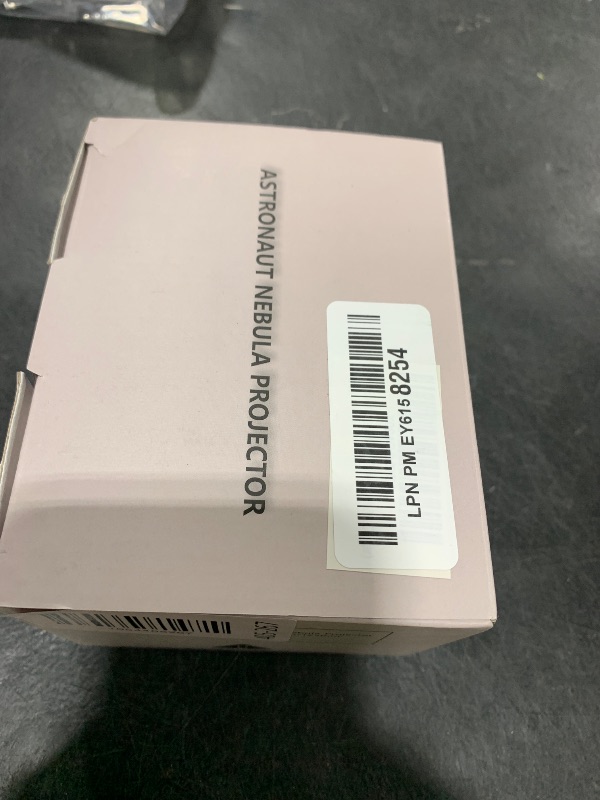 ASTRONAUT NEBULA PROJECTOR
LPN PM EY6158254